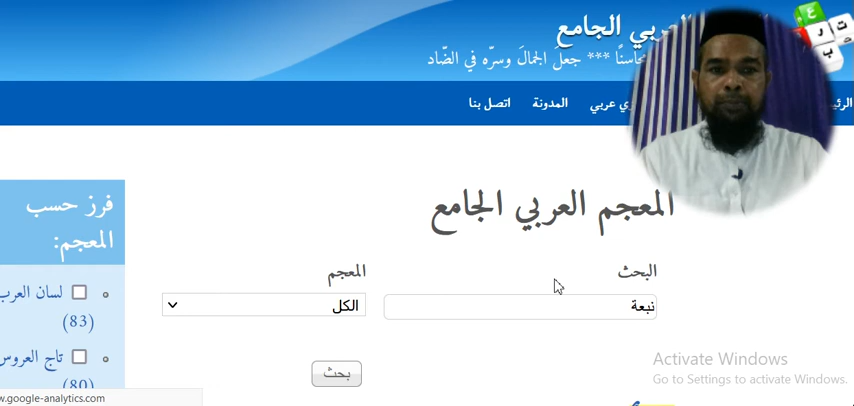 العربي الجامع
*** جعلَ الجمالَ وسرّه في الضّاد
عربي
المدونة
اتصل بنا
المعجم العربي الجامع
فرز حسب
المعجم:
البحث
المعجم
نبعة
الكل
لسان العرب
(83)
تاج العروس
(80)
بحث
Activate Windows
Go to Settings to activate Windows.
w.google-analytics.com